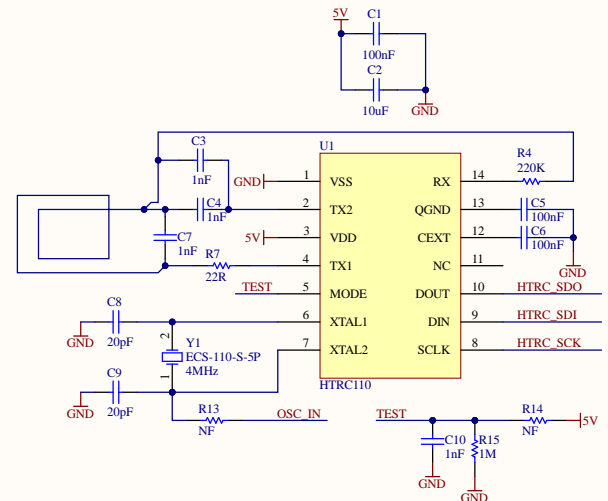 5V
C1
100nF
C2
10uF
GND
U1
C3
1nF
R4
220K
GND
1
VSS
RX
14
C4
1nF
2
TX2
QGND
13
C5
100nF
5V
3
VDD
CEXT
12
C6
100nF
C7
1nF
R7
22R
4
TX1
NC
11
GND
TEST
5
MODE
DOUT
10
HTRC_SDO
C8
20pF
GND
6
XTAL1
DIN
9
HTRC_SDI
2
Y1
ECS-110-S-5P
4MHz
1
7
XTAL2
SCLK
8
HTRC_SCK
HTRC110
C9
20pF
GND
R13
NF
OSC_IN
TEST
R14
NF
5V
C10
1nF
R15
1M
GND
GND